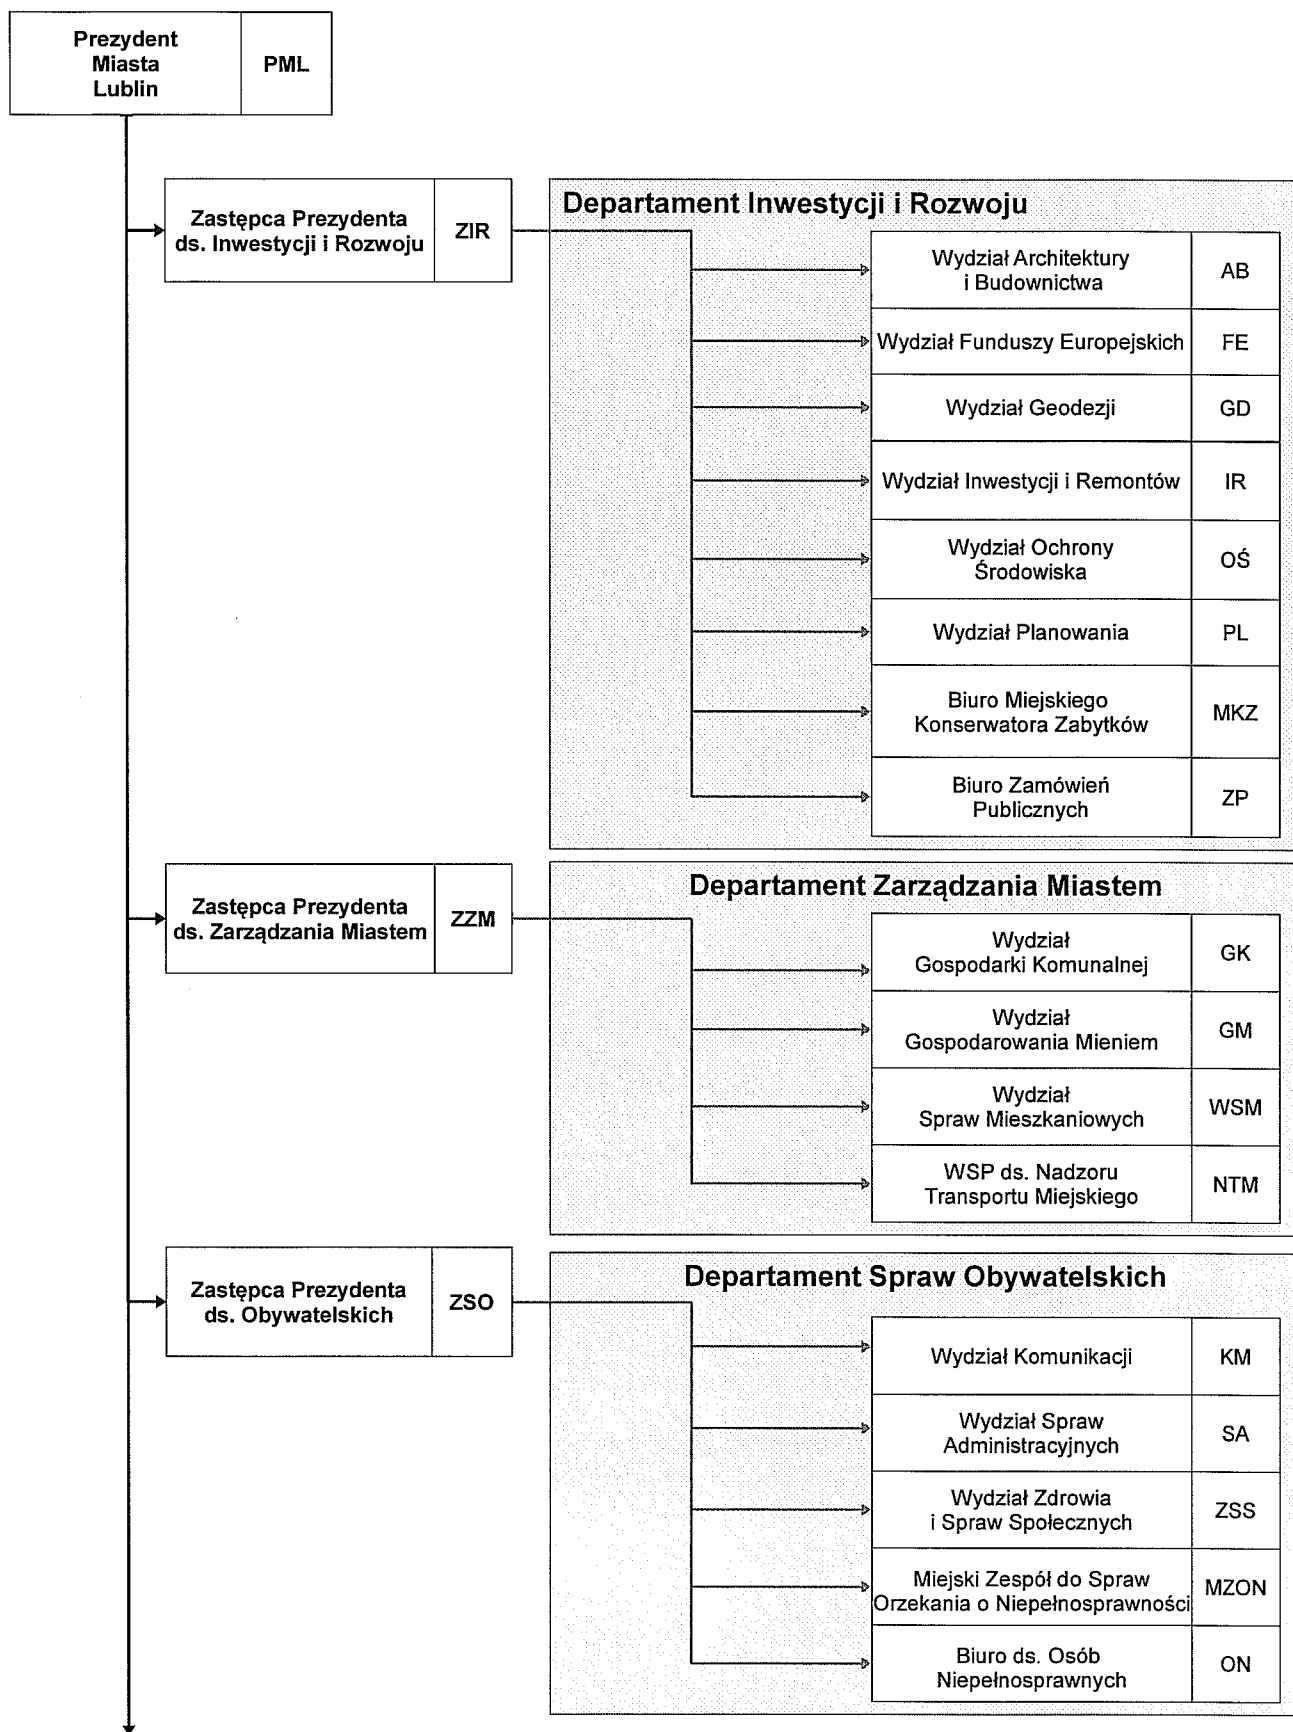 Prezydent
Miasta
Lublin
PML
Zastępca Prezydenta
ds. Inwestycji i Rozwoju
ZIR
Departament Inwestycji i Rozwoju
Wydział Architektury
i Budownictwa
AB
Wydział Funduszy Europejskich
FE
Wydział Geodezji
GD
Wydział Inwestycji i Remontów
IR
Wydział Ochrony
Środowiska
OŚ
Wydział Planowania
PL
Biuro Miejskiego
Konserwatora Zabytków
MKZ
Biuro Zamówień
Publicznych
ZP
Zastępca Prezydenta
ds. Zarządzania Miastem
ZZM
Departament Zarządzania Miastem
Wydział
Gospodarki Komunalnej
GK
Wydział
Gospodarowania Mieniem
GM
Wydział
Spraw Mieszkaniowych
WSM
WSP ds. Nadzoru
Transportu Miejskiego
NTM
Zastępca Prezydenta
ds. Obywatelskich
ZSO
Departament Spraw Obywatelskich
Wydział Komunikacji
KM
Wydział Spraw
Administracyjnych
SA
Wydział Zdrowia
i Spraw Społecznych
ZSS
Miejski Zespół do Spraw
Orzekania o Niepełnosprawności
MZON
Biuro ds. Osób
Niepełnosprawnych
ON